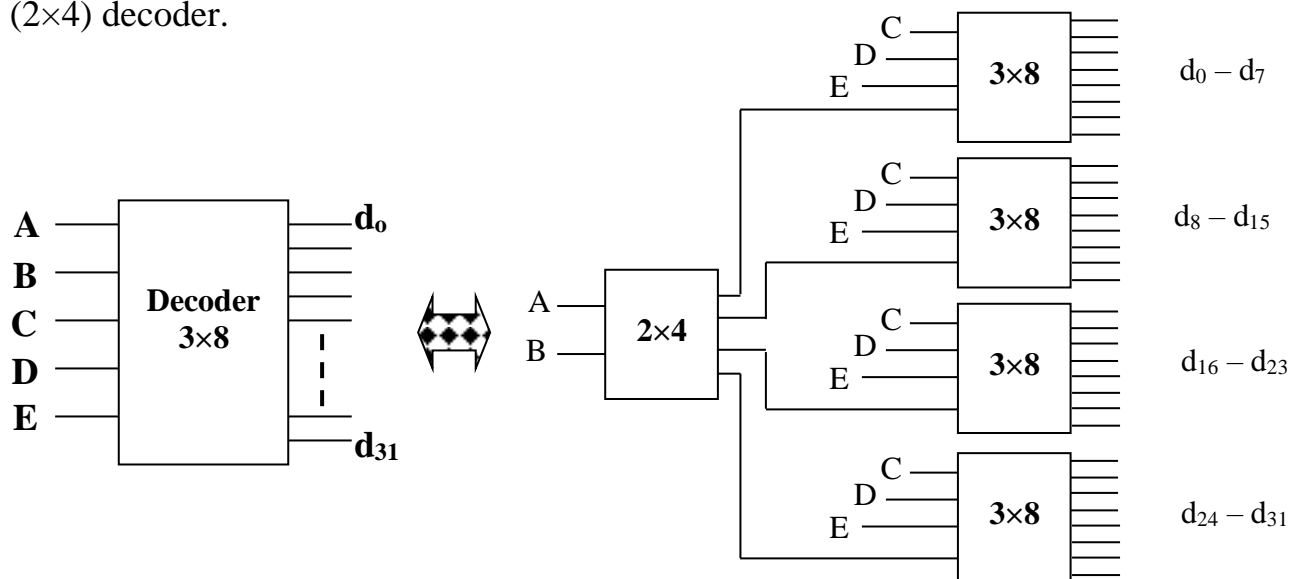 (2×4) decoder.
A
B
C
D
E
Decoder
3×8
d₀
d₃₁
A
B
2×4
C
D
E
3×8
d₀ – d₇
C
D
E
3×8
d₈ – d₁₅
C
D
E
3×8
d₁₆ – d₂₃
C
D
E
3×8
d₂₄ – d₃₁